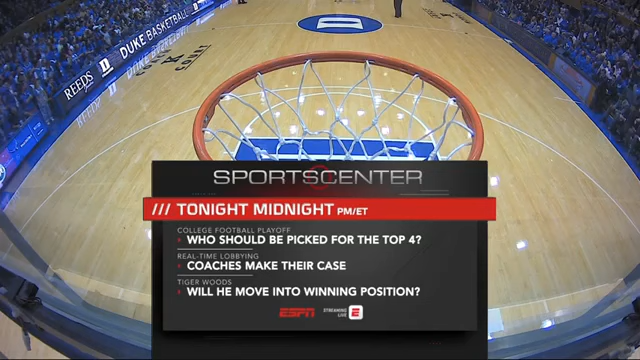 REEDS
D DUKE BASKETBALL
REEDS
D
SPORTSCENTER
/// TONIGHT MIDNIGHT PM/ET
COLLEGE FOOTBALL PLAYOFF
WHO SHOULD BE PICKED FOR THE TOP 4?
REAL-TIME LOBBYING
COACHES MAKE THEIR CASE
TIGER WOODS
WILL HE MOVE INTO WINNING POSITION?
ESPN STREAMING LIVE E